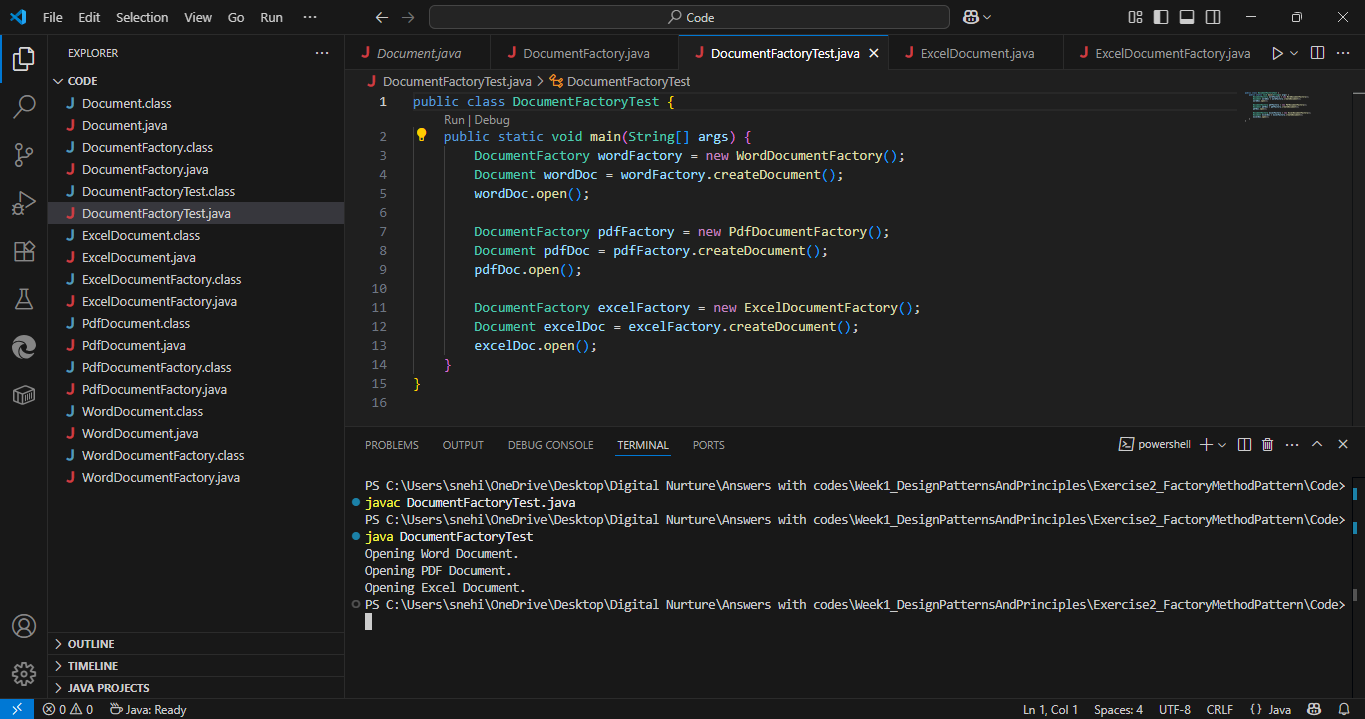 File Edit Selection View Go Run ··· Code
EXPLORER ···
CODE
Document.class
Document.java
DocumentFactory.class
DocumentFactory.java
DocumentFactoryTest.class
DocumentFactoryTest.java
ExcelDocument.class
ExcelDocument.java
ExcelDocumentFactory.class
ExcelDocumentFactory.java
PdfDocument.class
PdfDocument.java
PdfDocumentFactory.class
PdfDocumentFactory.java
WordDocument.class
WordDocument.java
WordDocumentFactory.class
WordDocumentFactory.java
OUTLINE
TIMELINE
JAVA PROJECTS
Document.java DocumentFactory.java DocumentFactoryTest.java ExcelDocument.java ExcelDocumentFactory.java
DocumentFactoryTest.java > DocumentFactoryTest
1 public class DocumentFactoryTest {
Run | Debug
2 public static void main(String[] args) {
3 DocumentFactory wordFactory = new WordDocumentFactory();
4 Document wordDoc = wordFactory.createDocument();
5 wordDoc.open();
6
7 DocumentFactory pdfFactory = new PdfDocumentFactory();
8 Document pdfDoc = pdfFactory.createDocument();
9 pdfDoc.open();
10
11 DocumentFactory excelFactory = new ExcelDocumentFactory();
12 Document excelDoc = excelFactory.createDocument();
13 excelDoc.open();
14 }
15 }
16
PROBLEMS OUTPUT DEBUG CONSOLE TERMINAL PORTS powershell
PS C:\Users\snehi\OneDrive\Desktop\Digital Nurture\Answers with codes\Week1_DesignPatternsAndPrinciples\Exercise2_FactoryMethodPattern\Code>
javac DocumentFactoryTest.java
PS C:\Users\snehi\OneDrive\Desktop\Digital Nurture\Answers with codes\Week1_DesignPatternsAndPrinciples\Exercise2_FactoryMethodPattern\Code>
java DocumentFactoryTest
Opening Word Document.
Opening PDF Document.
Opening Excel Document.
PS C:\Users\snehi\OneDrive\Desktop\Digital Nurture\Answers with codes\Week1_DesignPatternsAndPrinciples\Exercise2_FactoryMethodPattern\Code>
0 0 Java: Ready Ln 1, Col 1 Spaces: 4 UTF-8 CRLF {} Java